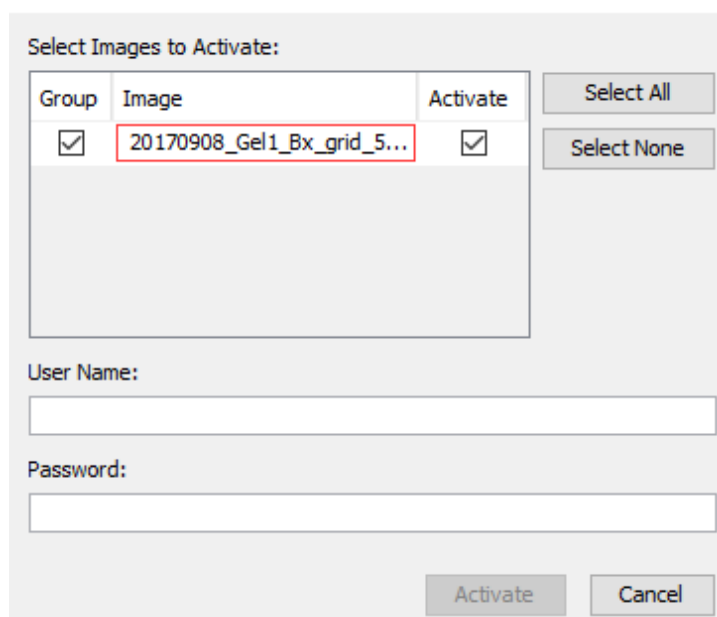 Select Images to Activate:
Group Image Activate
Select All
20170908_Gel1_Bx_grid_5...
Select None
User Name:
Password:
Activate Cancel